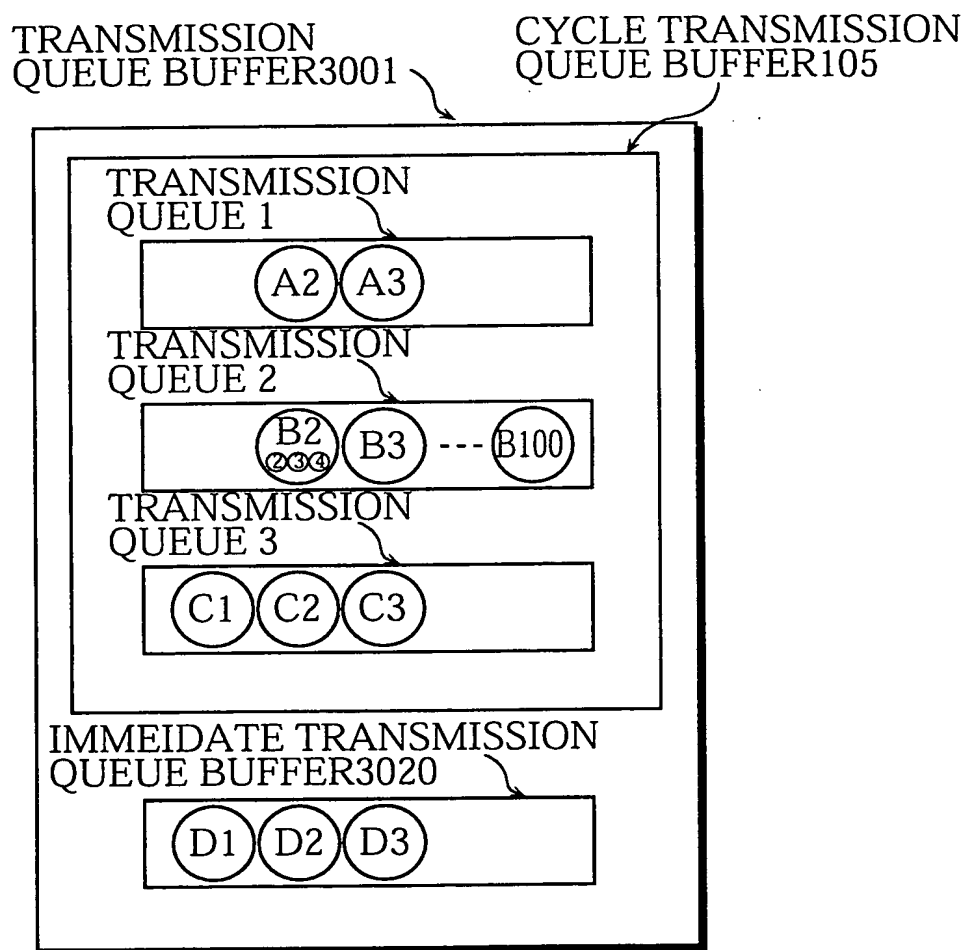 TRANSMISSION
QUEUE BUFFER3001
CYCLE TRANSMISSION
QUEUE BUFFER105
TRANSMISSION
QUEUE 1
A2 A3
TRANSMISSION
QUEUE 2
B2 B3 --- B100
②③④
TRANSMISSION
QUEUE 3
C1 C2 C3
IMMEIDATE TRANSMISSION
QUEUE BUFFER3020
D1 D2 D3